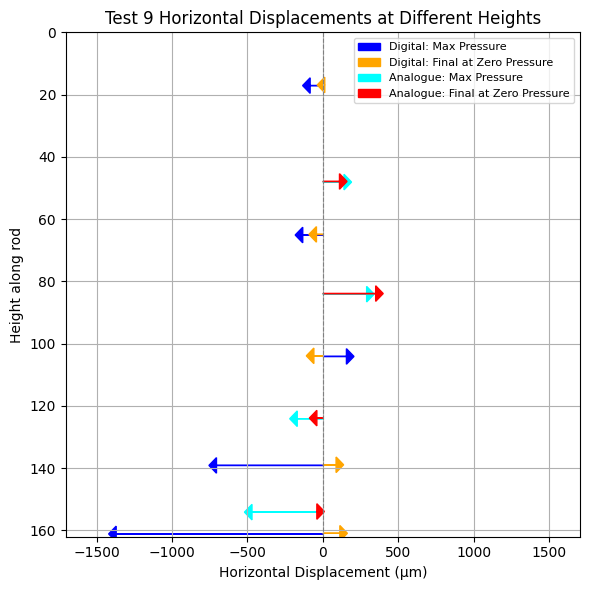 Test 9 Horizontal Displacements at Different Heights
Digital: Max Pressure
Digital: Final at Zero Pressure
Analogue: Max Pressure
Analogue: Final at Zero Pressure
Height along rod
0
20
40
60
80
100
120
140
160
−1500
−1000
−500
0
500
1000
1500
Horizontal Displacement (μm)